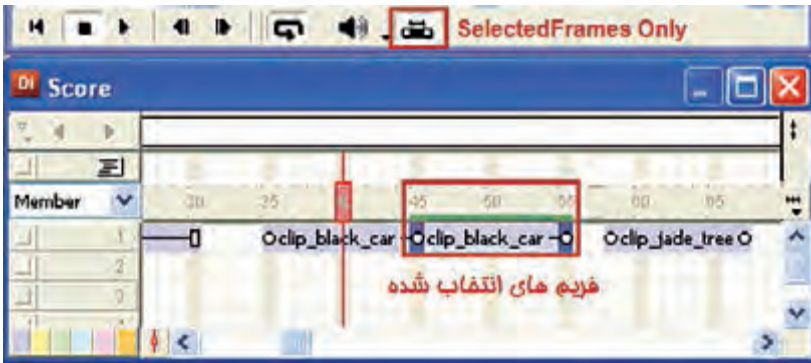 SelectedFrames Only
Di Score
Member 30 35 45 50 55 60 65
1 clip_black_car clip_black_car clip_jade_tree
2
3
فریم های انتخاب شده